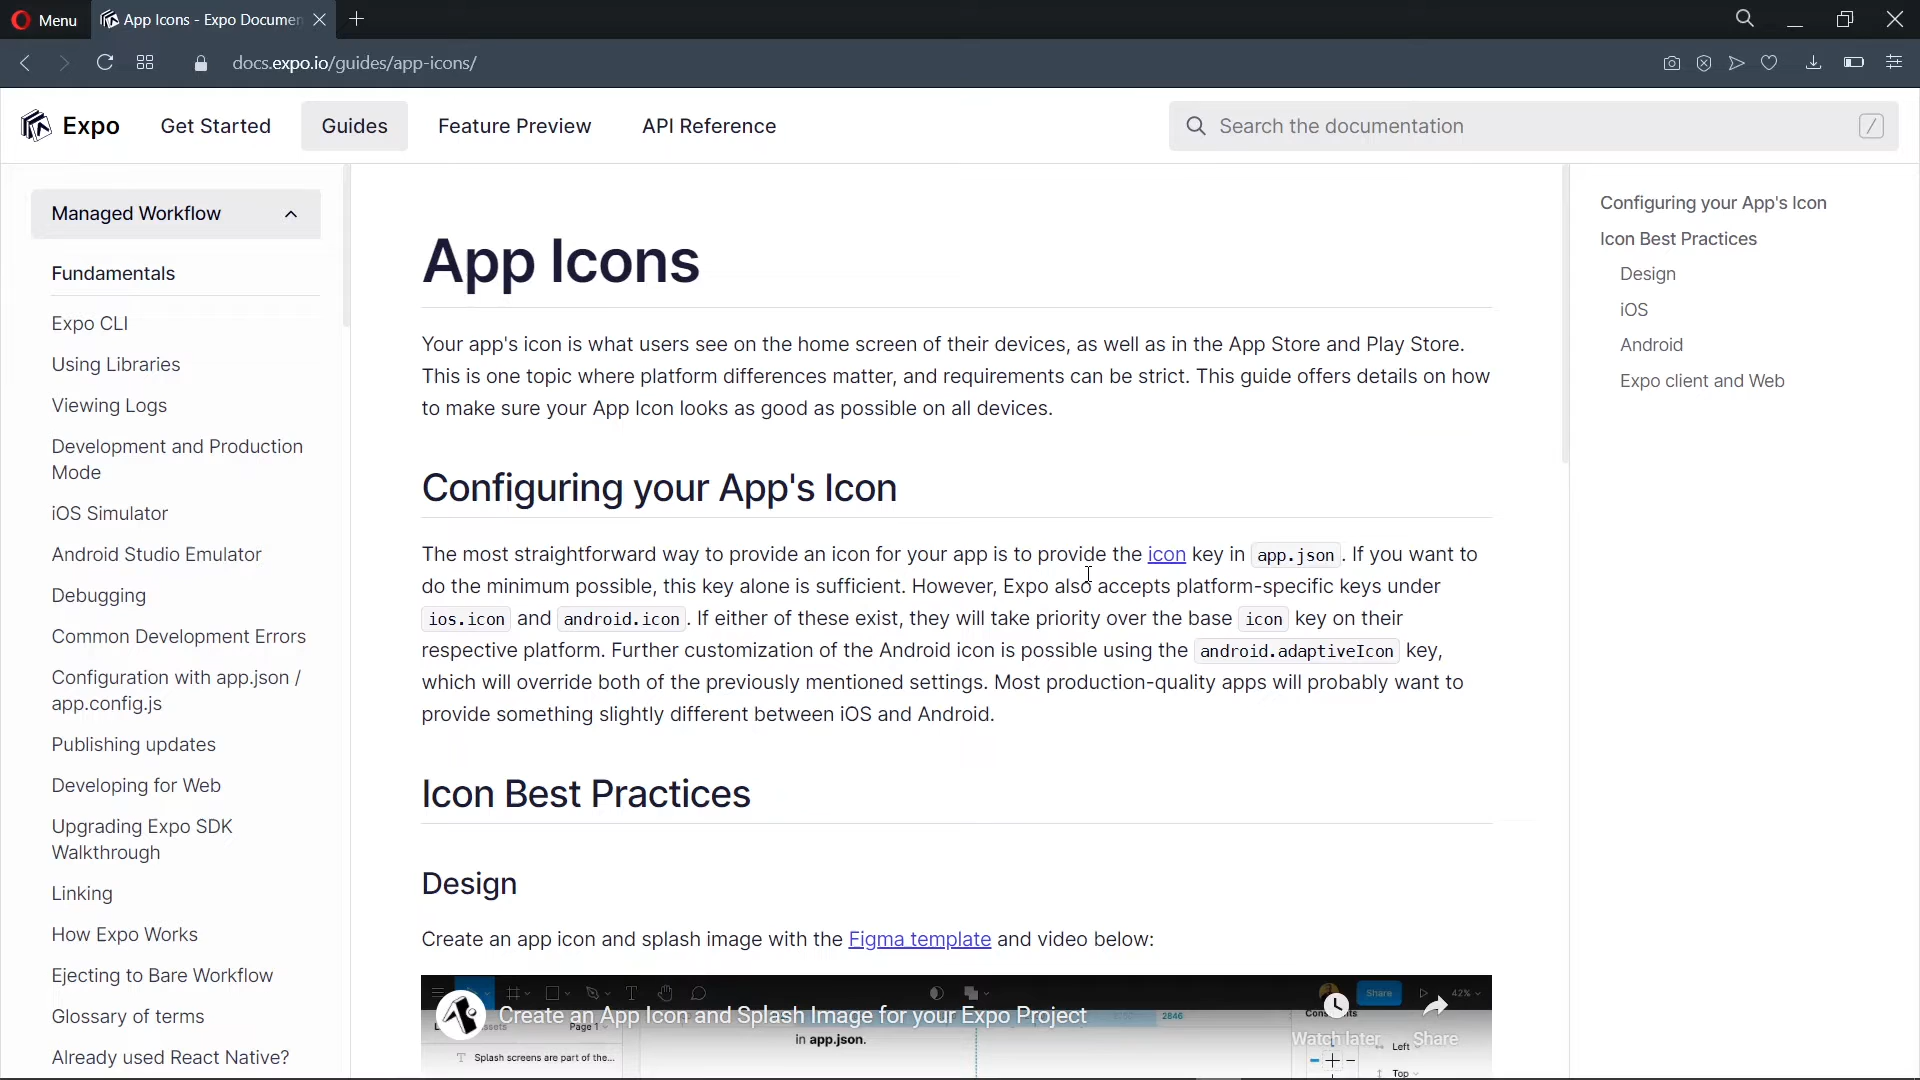 Menu
App Icons - Expo Documen
docs.expo.io/guides/app-icons/
Expo
Get Started
Guides
Feature Preview
API Reference
Search the documentation
/
Managed Workflow
Fundamentals
Expo CLI
Using Libraries
Viewing Logs
Development and Production
Mode
iOS Simulator
Android Studio Emulator
Debugging
Common Development Errors
Configuration with app.json /
app.config.js
Publishing updates
Developing for Web
Upgrading Expo SDK
Walkthrough
Linking
How Expo Works
Ejecting to Bare Workflow
Glossary of terms
Already used React Native?
App Icons
Your app's icon is what users see on the home screen of their devices, as well as in the App Store and Play Store.
This is one topic where platform differences matter, and requirements can be strict. This guide offers details on how
to make sure your App Icon looks as good as possible on all devices.
Configuring your App's Icon
The most straightforward way to provide an icon for your app is to provide the icon key in app.json. If you want to
do the minimum possible, this key alone is sufficient. However, Expo also accepts platform-specific keys under
ios.icon and android.icon. If either of these exist, they will take priority over the base icon key on their
respective platform. Further customization of the Android icon is possible using the android.adaptiveIcon key,
which will override both of the previously mentioned settings. Most production-quality apps will probably want to
provide something slightly different between iOS and Android.
Icon Best Practices
Design
Create an app icon and splash image with the Figma template and video below:
Share
42%
Create an App Icon and Splash Image for your Expo Project
Page 1
2846
in app.json.
Watch later
Share
Left
Splash screens are part of the...
Top
Configuring your App's Icon
Icon Best Practices
Design
iOS
Android
Expo client and Web